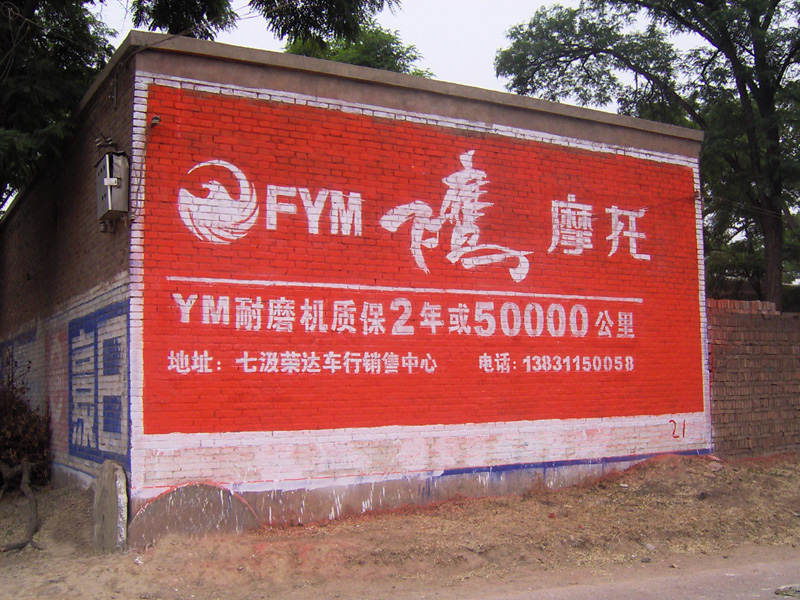 FYM 飞鹰 摩托
YM耐磨机质保2年或50000公里
地址：七汲荣达车行销售中心 电话：13831150058
21